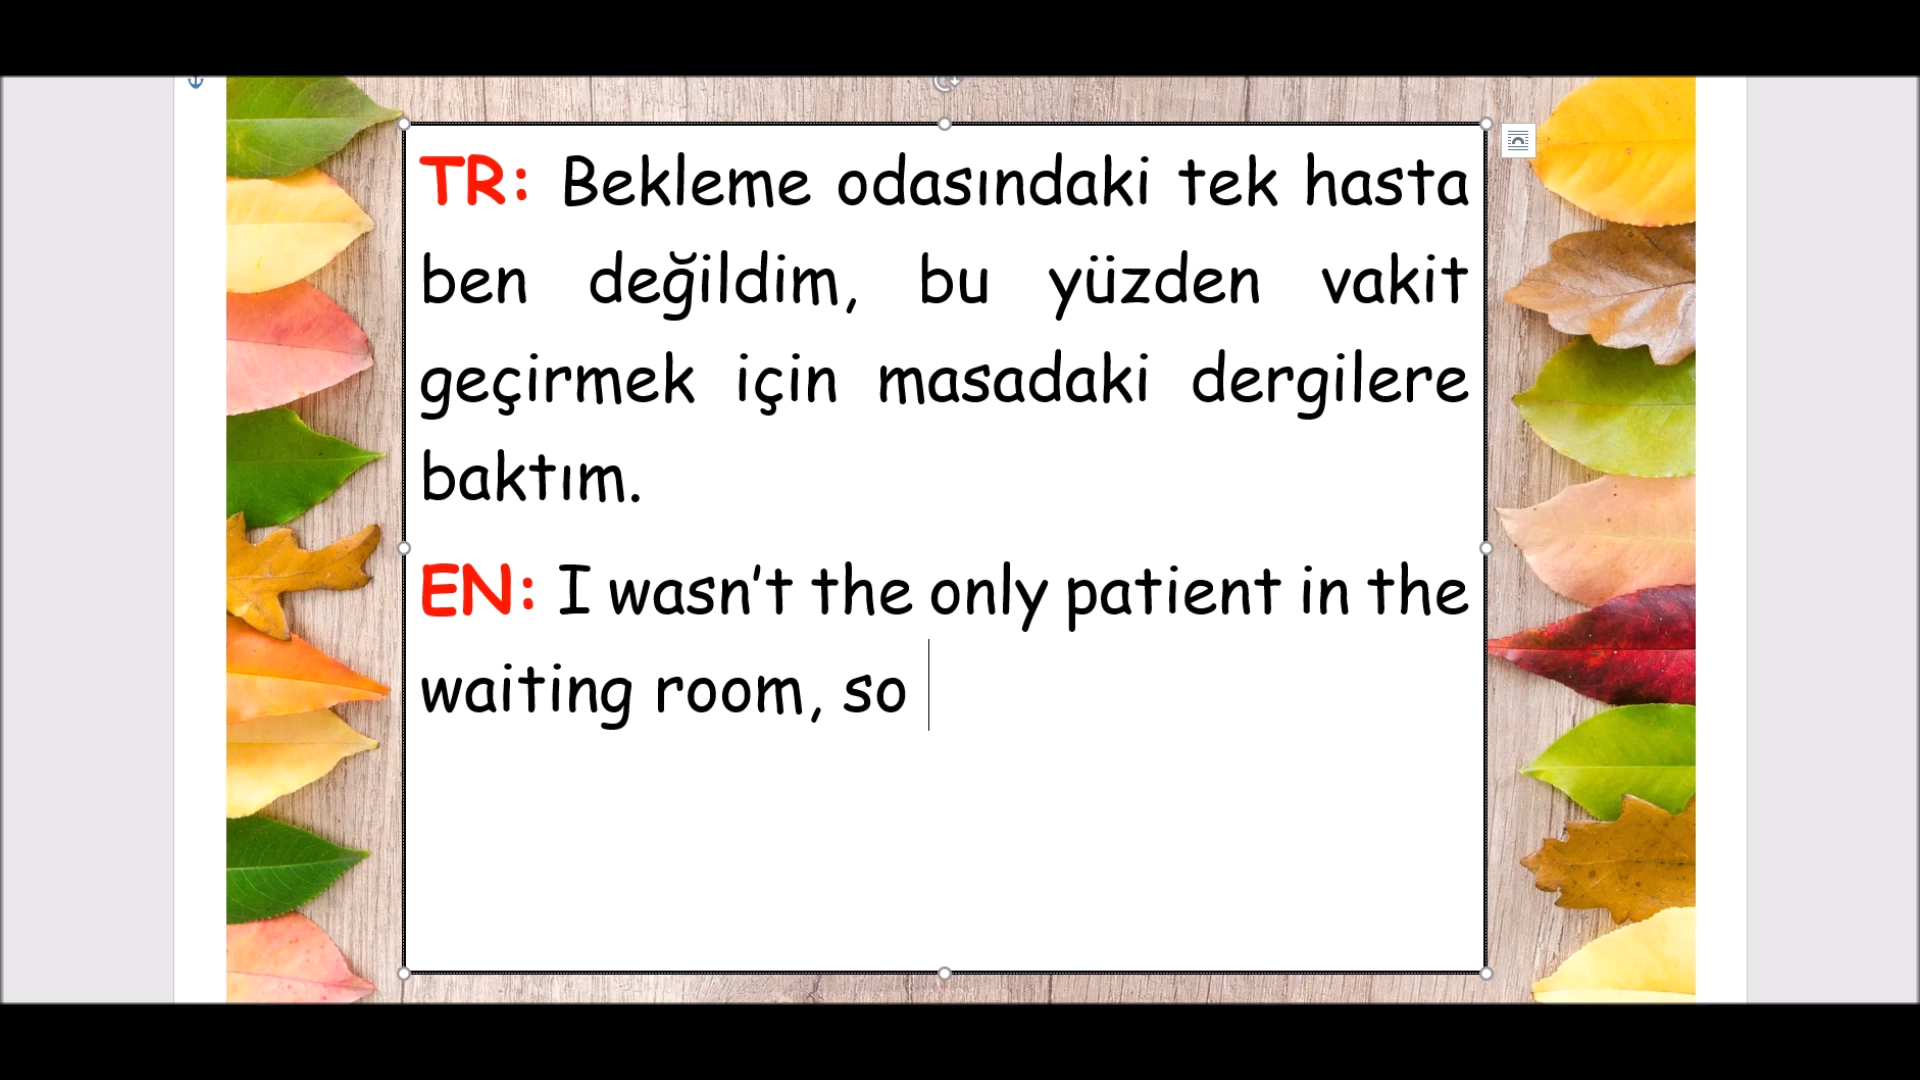 TR: Bekleme odasındaki tek hasta
ben değildim, bu yüzden vakit
geçirmek için masadaki dergilere
baktım.
EN: I wasn’t the only patient in the
waiting room, so